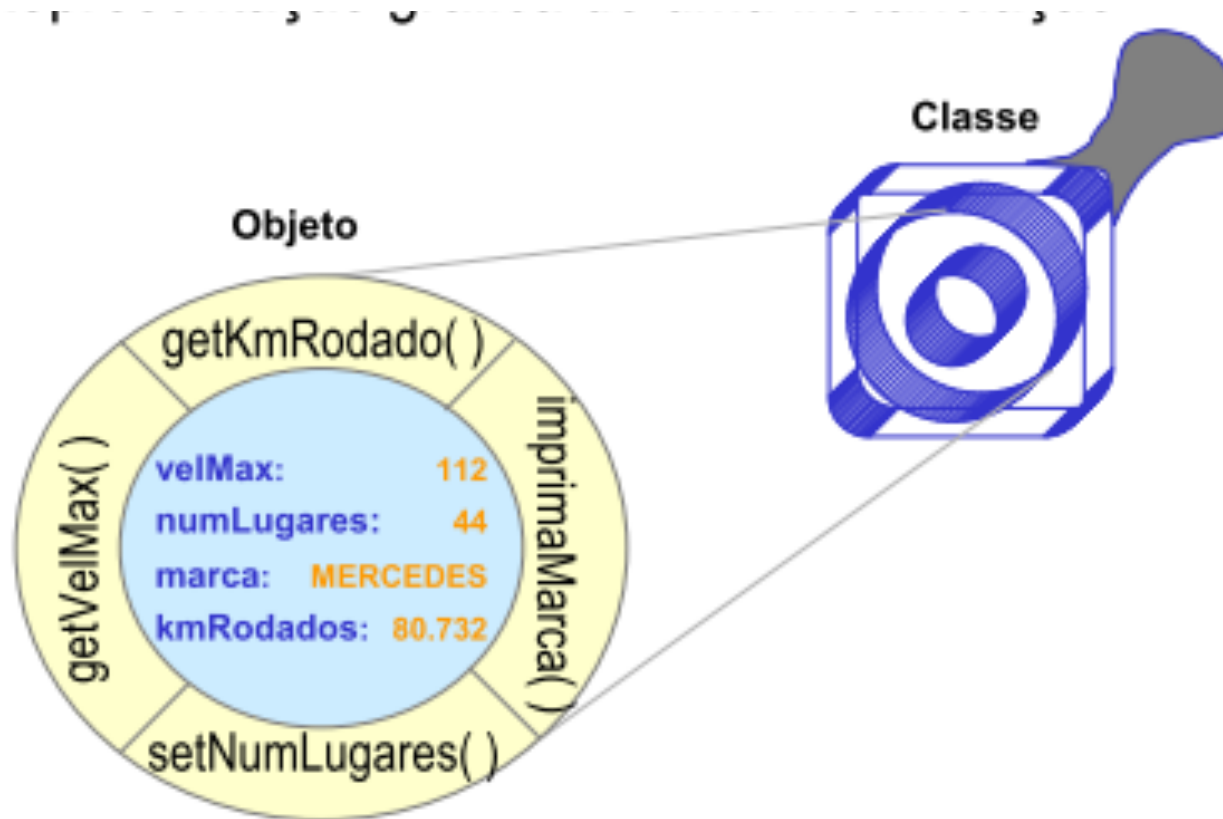 Classe
Objeto
getKmRodado( )
imprimaMarca( )
getVelMax( )
velMax: 112
numLugares: 44
marca: MERCEDES
kmRodados: 80.732
setNumLugares( )